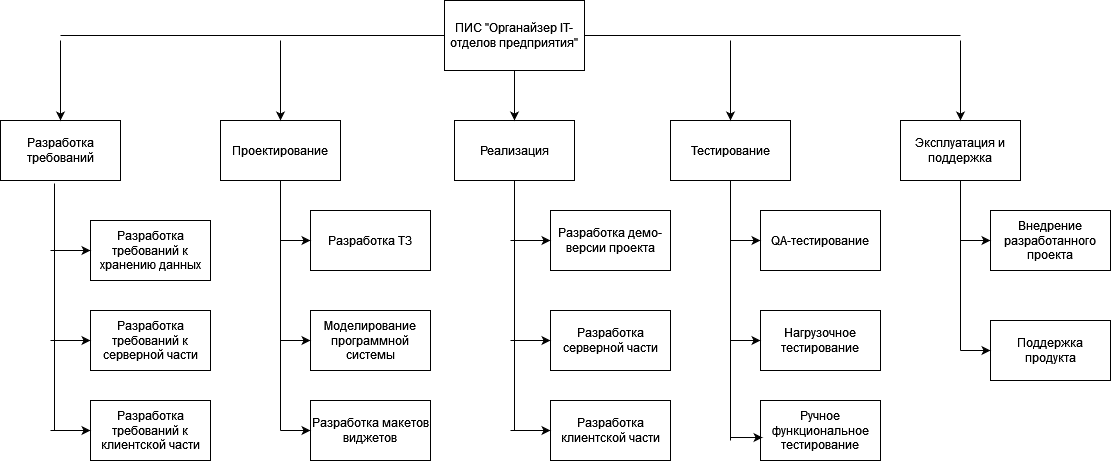 ПИС "Органайзер IT-
отделов предприятия"
Разработка
требований
Проектирование
Реализация
Тестирование
Эксплуатация и
поддержка
Разработка
требований к
хранению данных
Разработка
требований к
серверной части
Разработка
требований к
клиентской части
Разработка ТЗ
Моделирование
программной
системы
Разработка макетов
виджетов
Разработка демо-
версии проекта
Разработка
серверной части
Разработка
клиентской части
QA-тестирование
Нагрузочное
тестирование
Ручное
функциональное
тестирование
Внедрение
разработанного
проекта
Поддержка
продукта